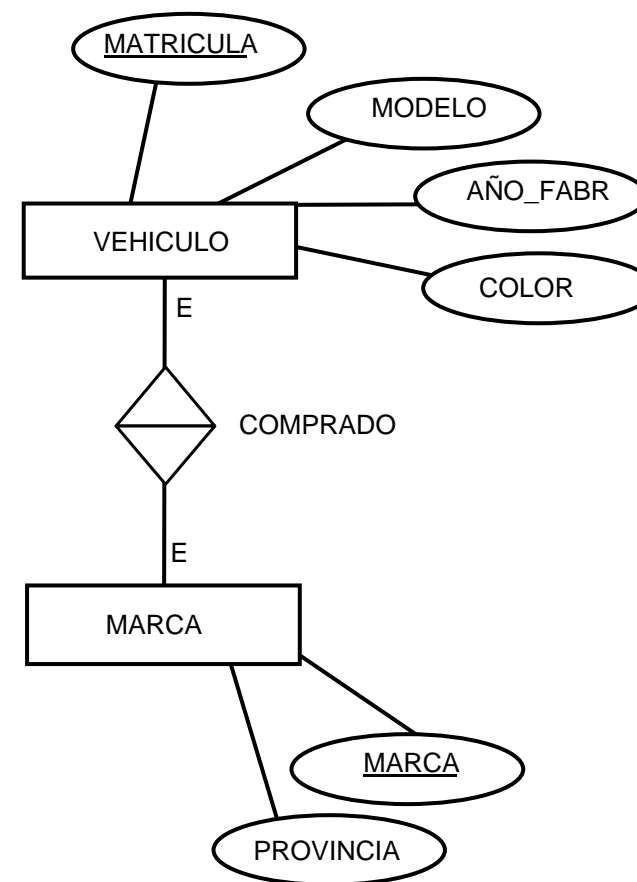 MATRICULA
MODELO
AÑO_FABR
VEHICULO
COLOR
E
COMPRADO
E
MARCA
MARCA
PROVINCIA